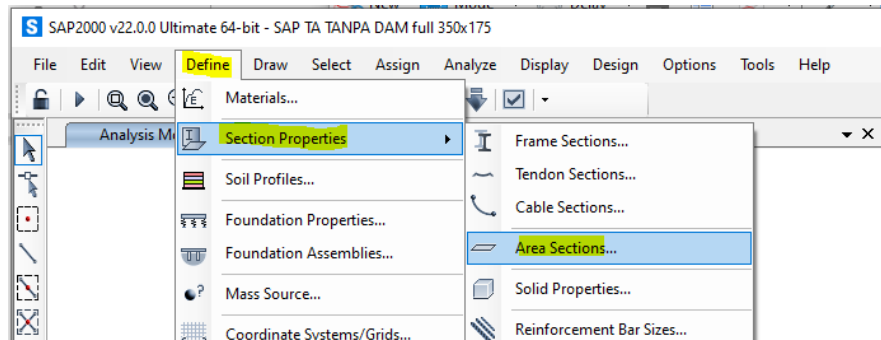 S SAP2000 v22.0.0 Ultimate 64-bit - SAP TA TANPA DAM full 350x175
File Edit View Define Draw Select Assign Analyze Display Design Options Tools Help
Materials...
Analysis M
Section Properties
Frame Sections...
Soil Profiles...
Tendon Sections...
Cable Sections...
Foundation Properties...
Foundation Assemblies...
Area Sections...
Mass Source...
Solid Properties...
Coordinate Systems/Grids...
Reinforcement Bar Sizes...